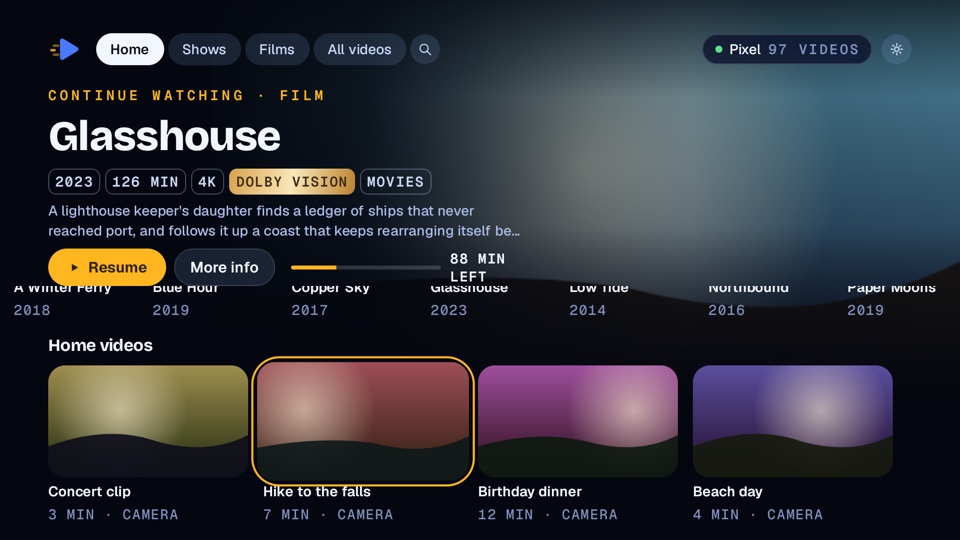 Home
Shows
Films
All videos
Pixel 97 VIDEOS
CONTINUE WATCHING · FILM
Glasshouse
2023
126 MIN
4K
DOLBY VISION
MOVIES
A lighthouse keeper's daughter finds a ledger of ships that never
reached port, and follows it up a coast that keeps rearranging itself be…
Resume
More info
88 MIN
LEFT
A Winter Ferry
Blue Hour
Copper Sky
Glasshouse
Low Tide
Northbound
Paper Moons
2018
2019
2017
2023
2014
2016
2019
Home videos
Concert clip
Hike to the falls
Birthday dinner
Beach day
3 MIN · CAMERA
7 MIN · CAMERA
12 MIN · CAMERA
4 MIN · CAMERA